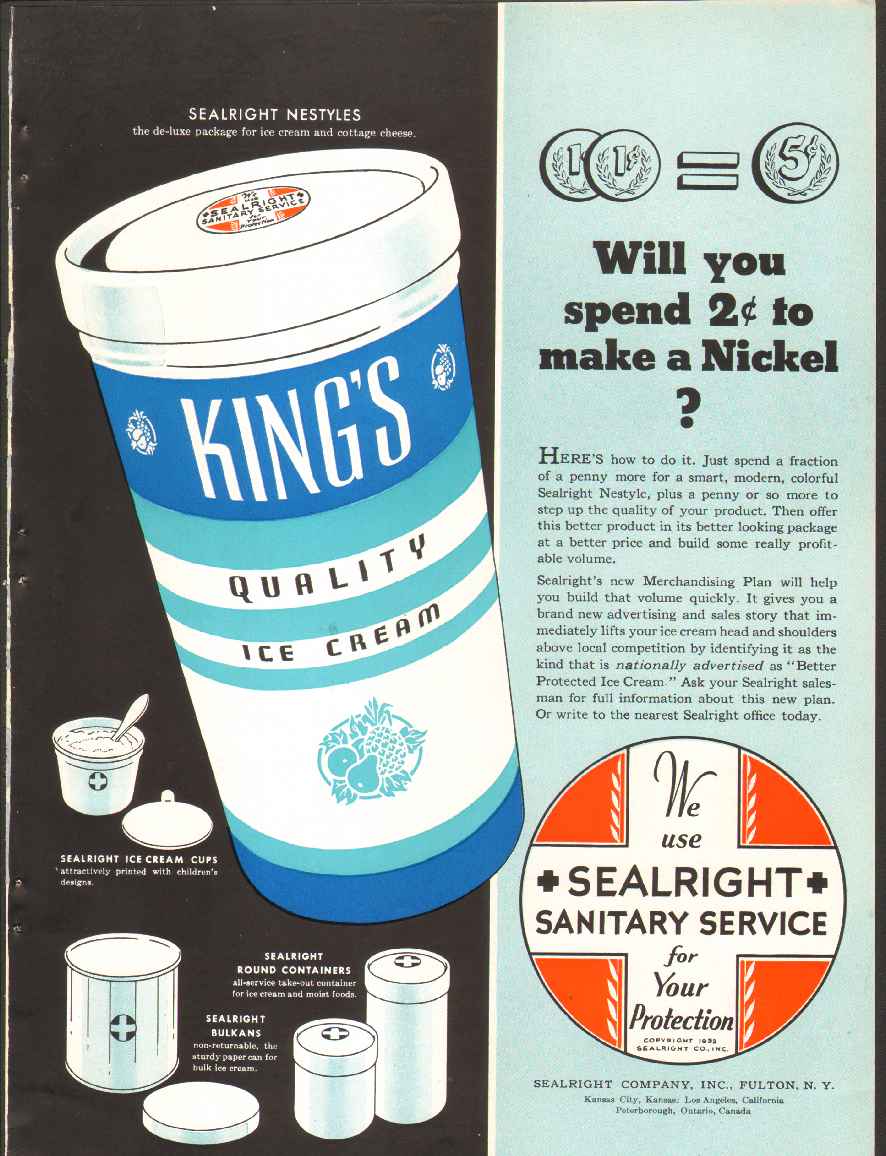 SEALRIGHT NESTYLES
the de-luxe package for ice cream and cottage cheese.
We
use
SEALRIGHT
SANITARY SERVICE
for
Your
Protection
KING'S
QUALITY
ICE CREAM
SEALRIGHT ICE CREAM CUPS
attractively printed with children's
designs.
SEALRIGHT
ROUND CONTAINERS
all-service take-out container
for ice cream and moist foods.
SEALRIGHT
BULKANS
non-returnable, the
sturdy paper can for
bulk ice cream.
1 1¢ = 5¢
Will you
spend 2¢ to
make a Nickel
?
HERE'S how to do it. Just spend a fraction
of a penny more for a smart, modern, colorful
Sealright Nestyle, plus a penny or so more to
step up the quality of your product. Then offer
this better product in its better looking package
at a better price and build some really profit-
able volume.
Sealright's new Merchandising Plan will help
you build that volume quickly. It gives you a
brand new advertising and sales story that im-
mediately lifts your ice cream head and shoulders
above local competition by identifying it as the
kind that is nationally advertised as "Better
Protected Ice Cream." Ask your Sealright sales-
man for full information about this new plan.
Or write to the nearest Sealright office today.
We
use
SEALRIGHT
SANITARY SERVICE
for
Your
Protection
SEALRIGHT CO., INC.
SEALRIGHT COMPANY, INC., FULTON, N. Y.
Kansas City, Kansas: Los Angeles, California
Peterborough, Ontario, Canada